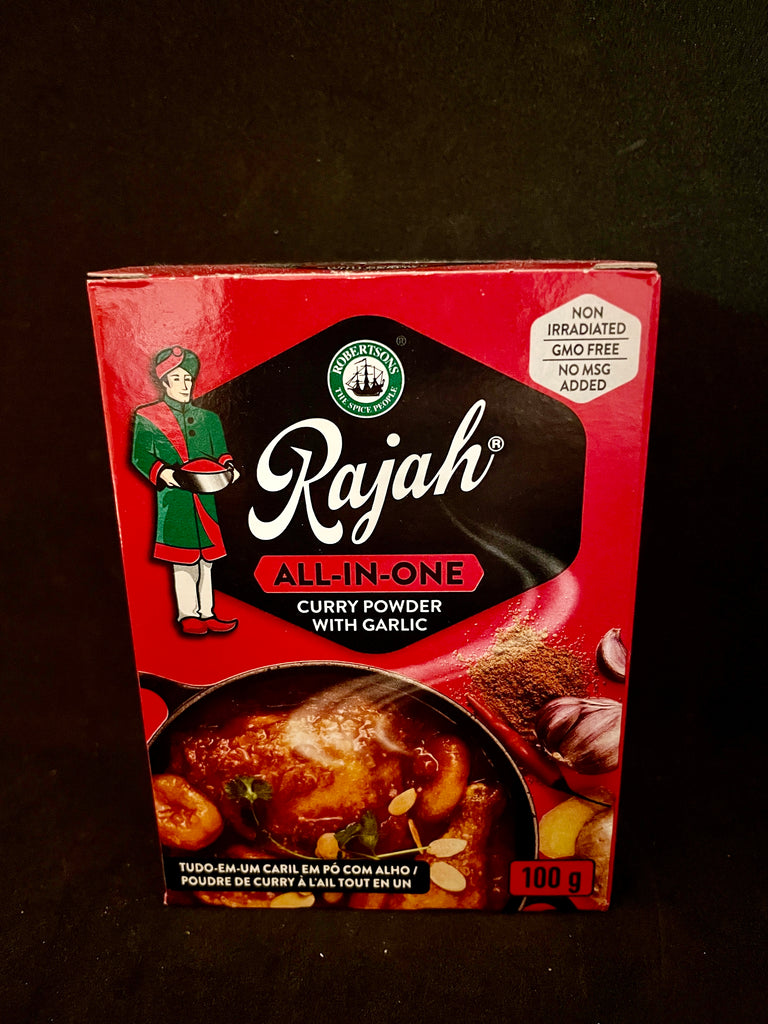 NON
IRRADIATED
GMO FREE
NO MSG
ADDED
ROBERTSONS
THE SPICE PEOPLE
®
Rajah®
ALL-IN-ONE
CURRY POWDER
WITH GARLIC
TUDO-EM-UM CARIL EM PÓ COM ALHO /
POUDRE DE CURRY À L'AIL TOUT EN UN
100 g